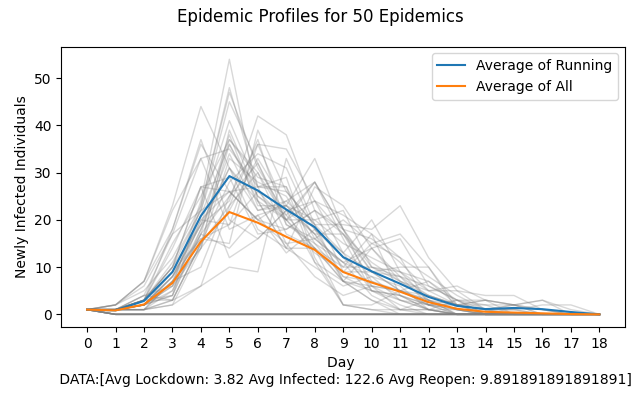 Epidemic Profiles for 50 Epidemics
Average of Running
Average of All
Newly Infected Individuals
50
40
30
20
10
0
0 1 2 3 4 5 6 7 8 9 10 11 12 13 14 15 16 17 18
Day
DATA:[Avg Lockdown: 3.82 Avg Infected: 122.6 Avg Reopen: 9.891891891891891]